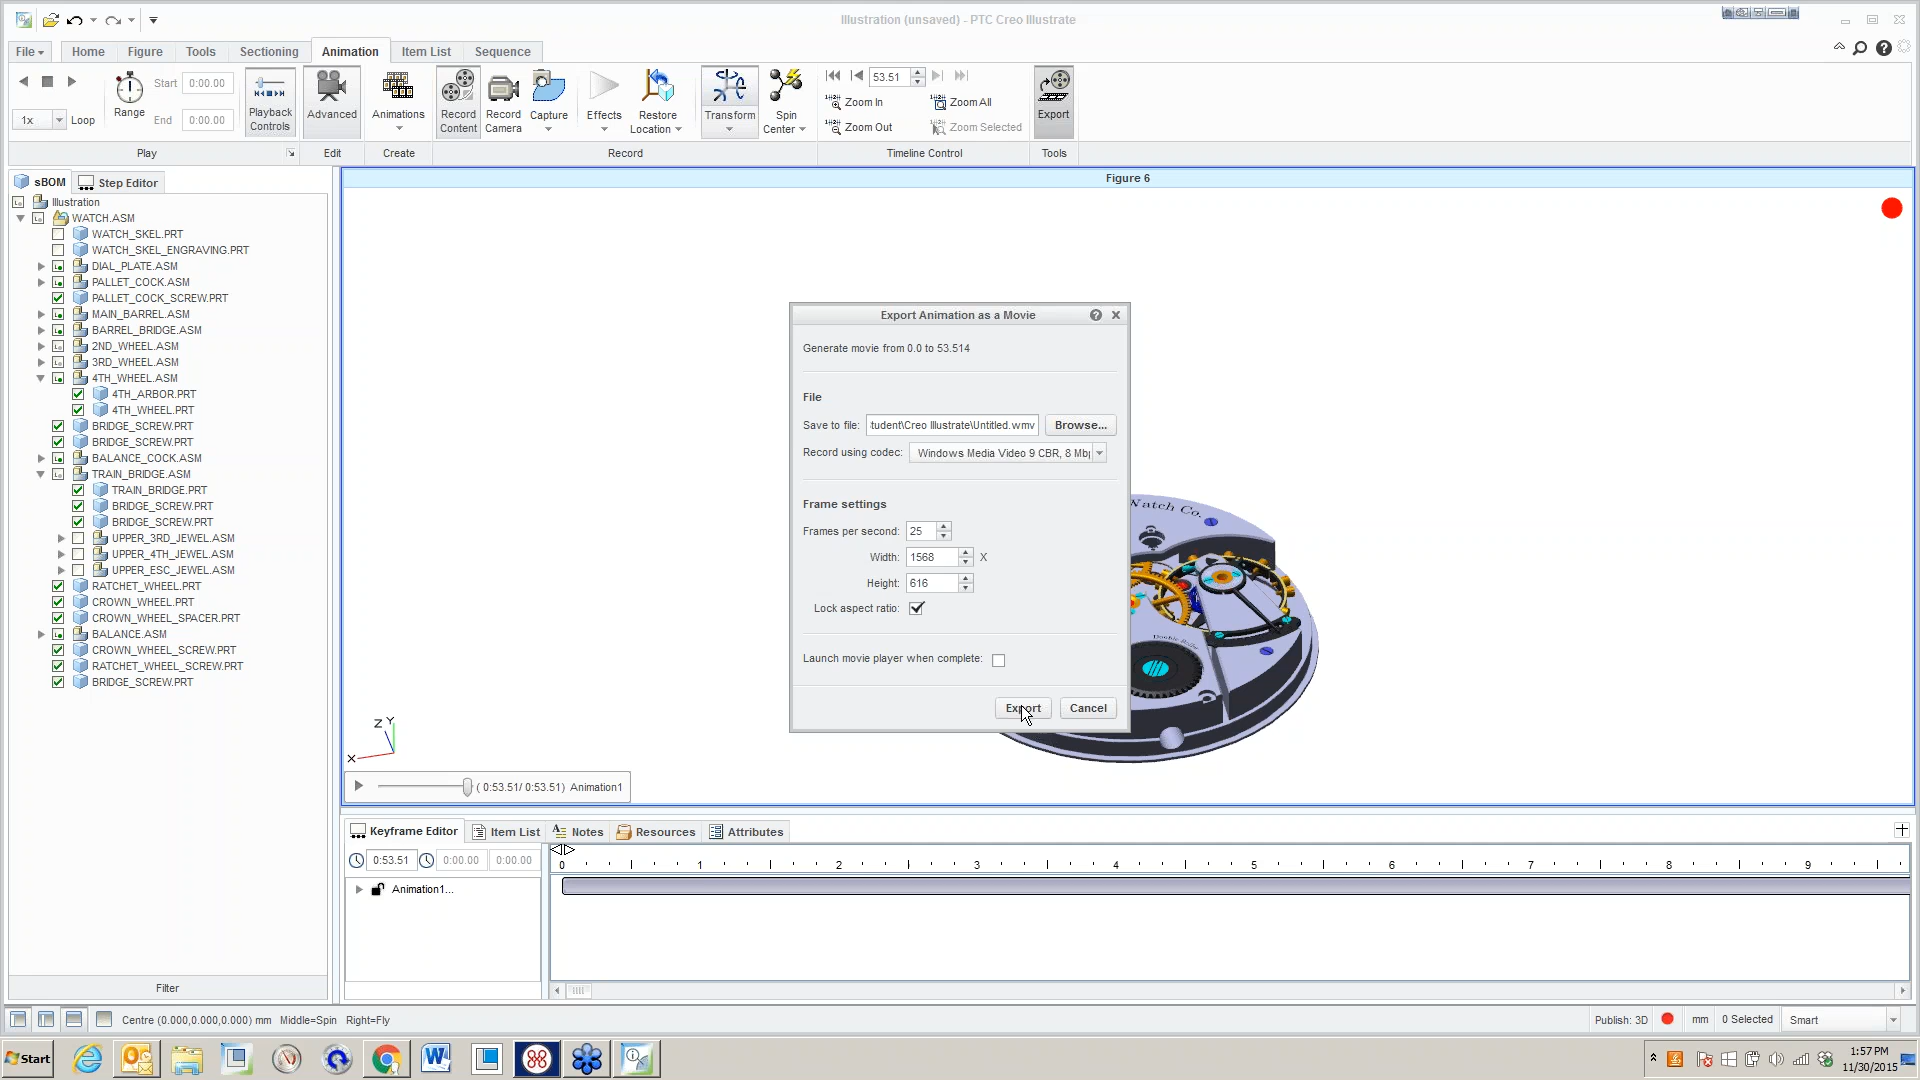 Illustration (unsaved) - PTC Creo Illustrate
File
Home
Figure
Tools
Sectioning
Animation
Item List
Sequence
1x
Loop
Range
Start 0:00.00
End 0:00.00
Playback Controls
Advanced
Animations
Record Content
Record Camera
Capture
Effects
Restore Location
Transform
Spin Center
53.51
Zoom In
Zoom All
Zoom Out
Zoom Selected
Export
Play
Edit
Create
Record
Timeline Control
Tools
sBOM
Step Editor
Figure 6
Illustration
WATCH.ASM
WATCH_SKEL.PRT
WATCH_SKEL_ENGRAVING.PRT
DIAL_PLATE.ASM
PALLET_COCK.ASM
PALLET_COCK_SCREW.PRT
MAIN_BARREL.ASM
BARREL_BRIDGE.ASM
2ND_WHEEL.ASM
3RD_WHEEL.ASM
4TH_WHEEL.ASM
4TH_ARBOR.PRT
4TH_WHEEL.PRT
BRIDGE_SCREW.PRT
BRIDGE_SCREW.PRT
BALANCE_COCK.ASM
TRAIN_BRIDGE.ASM
TRAIN_BRIDGE.PRT
BRIDGE_SCREW.PRT
BRIDGE_SCREW.PRT
UPPER_3RD_JEWEL.ASM
UPPER_4TH_JEWEL.ASM
UPPER_ESC_JEWEL.ASM
RATCHET_WHEEL.PRT
CROWN_WHEEL.PRT
CROWN_WHEEL_SPACER.PRT
BALANCE.ASM
CROWN_WHEEL_SCREW.PRT
RATCHET_WHEEL_SCREW.PRT
BRIDGE_SCREW.PRT
Filter
Export Animation as a Movie
Generate movie from 0.0 to 53.514
File
Save to file: tudent\Creo Illustrate\Untitled.wmv Browse...
Record using codec: Windows Media Video 9 CBR, 8 Mb
Frame settings
Frames per second: 25
Width: 1568 X
Height: 616
Lock aspect ratio:
Launch movie player when complete:
Export
Cancel
Watch Co.
Z Y
X
( 0:53.51/ 0:53.51) Animation1
Keyframe Editor
Item List
Notes
Resources
Attributes
0:53.51
0:00.00
0:00.00
0 1 2 3 4 5 6 7 8 9
Animation1...
Centre (0.000,0.000,0.000) mm Middle=Spin Right=Fly
Publish: 3D
mm
0 Selected
Smart
Start
88
1:57 PM
11/30/2015